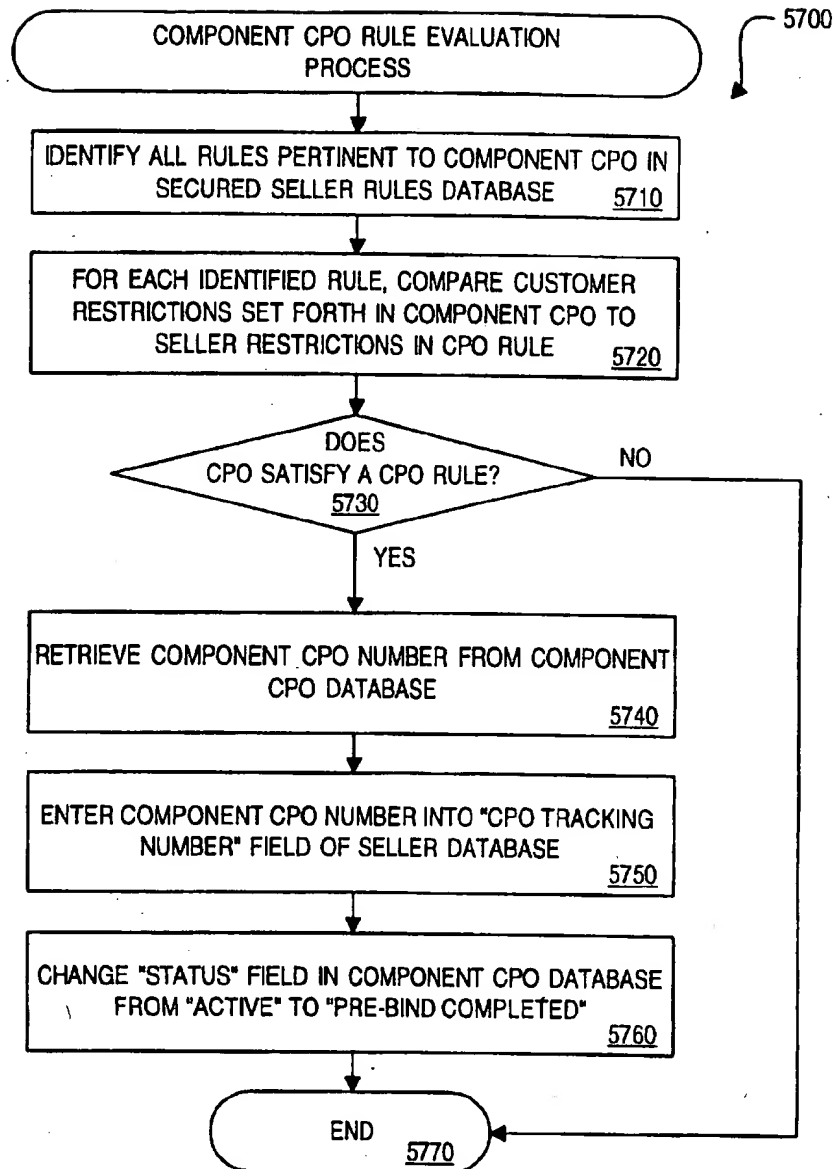 5700
COMPONENT CPO RULE EVALUATION
PROCESS
IDENTIFY ALL RULES PERTINENT TO COMPONENT CPO IN
SECURED SELLER RULES DATABASE 5710
FOR EACH IDENTIFIED RULE, COMPARE CUSTOMER
RESTRICTIONS SET FORTH IN COMPONENT CPO TO
SELLER RESTRICTIONS IN CPO RULE 5720
DOES
CPO SATISFY A CPO RULE?
5730
NO
YES
RETRIEVE COMPONENT CPO NUMBER FROM COMPONENT
CPO DATABASE
5740
ENTER COMPONENT CPO NUMBER INTO "CPO TRACKING
NUMBER" FIELD OF SELLER DATABASE
5750
CHANGE "STATUS" FIELD IN COMPONENT CPO DATABASE
FROM "ACTIVE" TO "PRE-BIND COMPLETED"
5760
END
5770